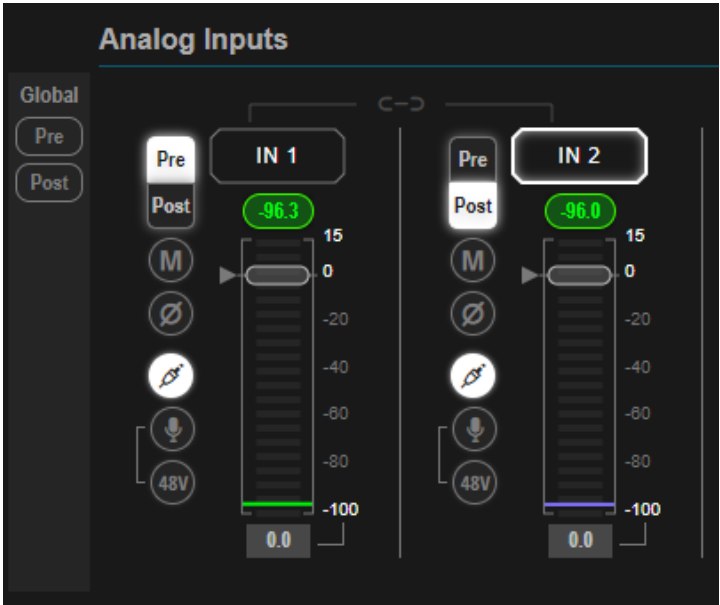 Analog Inputs
Global
Pre
Post
Pre
Post
IN 1
-96.3
M
Ø
48V
15
0
-20
-40
-60
-80
-100
0.0
Pre
Post
IN 2
-96.0
M
Ø
48V
15
0
-20
-40
-60
-80
-100
0.0